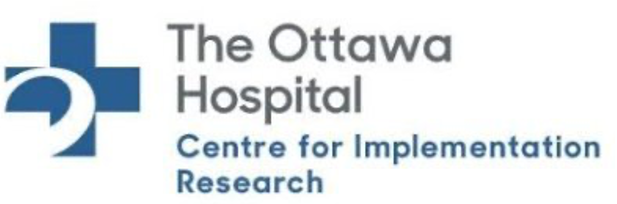 The Ottawa
Hospital
Centre for Implementation
Research